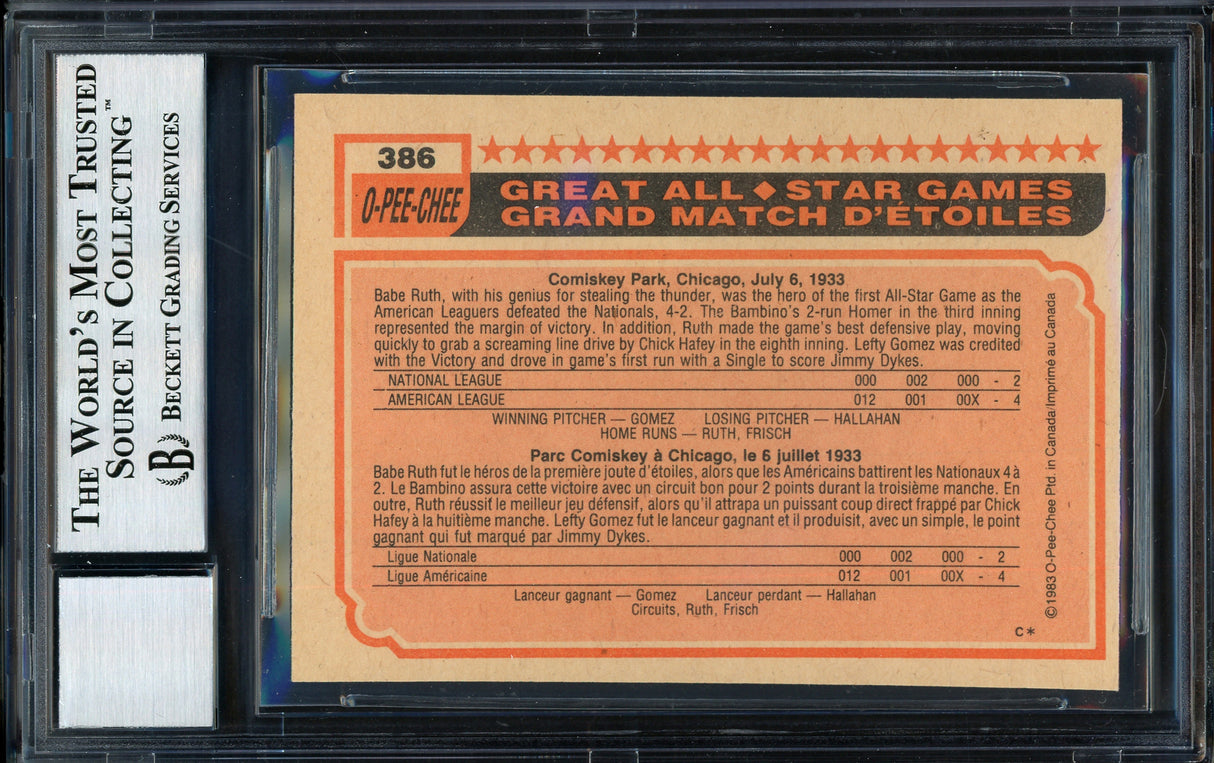 THE WORLD'S MOST TRUSTED
SOURCE IN COLLECTING™
B BECKETT GRADING SERVICES
386
O-PEE-CHEE
GREAT ALL ◆ STAR GAMES
GRAND MATCH D'ÉTOILES
Comiskey Park, Chicago, July 6, 1933
Babe Ruth, with his genius for stealing the thunder, was the hero of the first All-Star Game as the
American Leaguers defeated the Nationals, 4-2. The Bambino's 2-run Homer in the third Inning
represented the margin of victory. In addition, Ruth made the game's best defensive play, moving
quickly to grab a screaming line drive by Chick Hafey in the eighth inning. Lefty Gomez was credited
with the Victory and drove in game's first run with a Single to score Jimmy Dykes.
NATIONAL LEAGUE 000 002 000 - 2
AMERICAN LEAGUE 012 001 00X - 4
WINNING PITCHER — GOMEZ LOSING PITCHER — HALLAHAN
HOME RUNS — RUTH, FRISCH
Parc Comiskey à Chicago, le 6 juillet 1933
Babe Ruth fut le héros de la première joute d'étoiles, alors que les Américains battirent les Nationaux 4 à
2. Le Bambino assura cette victoire avec un circuit bon pour 2 points durant la troisième manche. En
outre, Ruth réussit le meilleur jeu défensif, alors qu'il attrapa un puissant coup direct frappé par Chick
Hafey à la huitième manche. Lefty Gomez fut le lanceur gagnant et il produisit, avec un simple, le point
gagnant qui fut marqué par Jimmy Dykes.
Ligue Nationale 000 002 000 - 2
Ligue Américaine 012 001 00X - 4
Lanceur gagnant — Gomez Lanceur perdant — Hallahan
Circuits, Ruth, Frisch
C*
©1983 O-Pee-Chee Ptd. in Canada/Imprimé au Canada